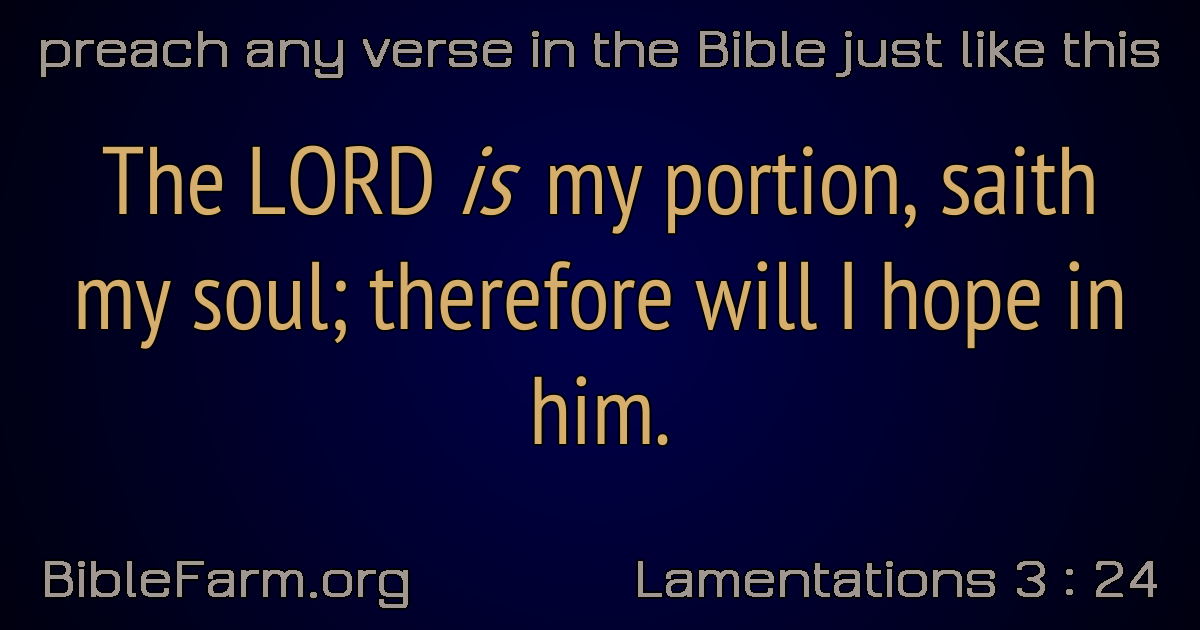 preach any verse in the Bible just like this
The LORD is my portion, saith
my soul; therefore will I hope in
him.
BibleFarm.org
Lamentations 3 : 24